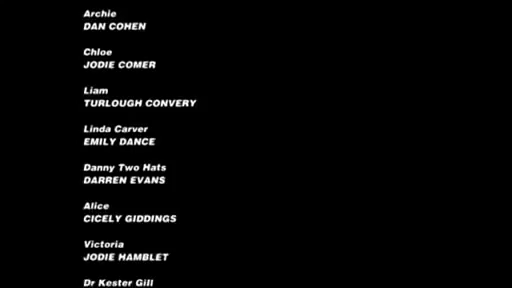 Archie
DAN COHEN
Chloe
JODIE COMER
Liam
TURLOUGH CONVERY
Linda Carver
EMILY DANCE
Danny Two Hats
DARREN EVANS
Alice
CICELY GIDDINGS
Victoria
JODIE HAMBLET
Dr Kester Gill